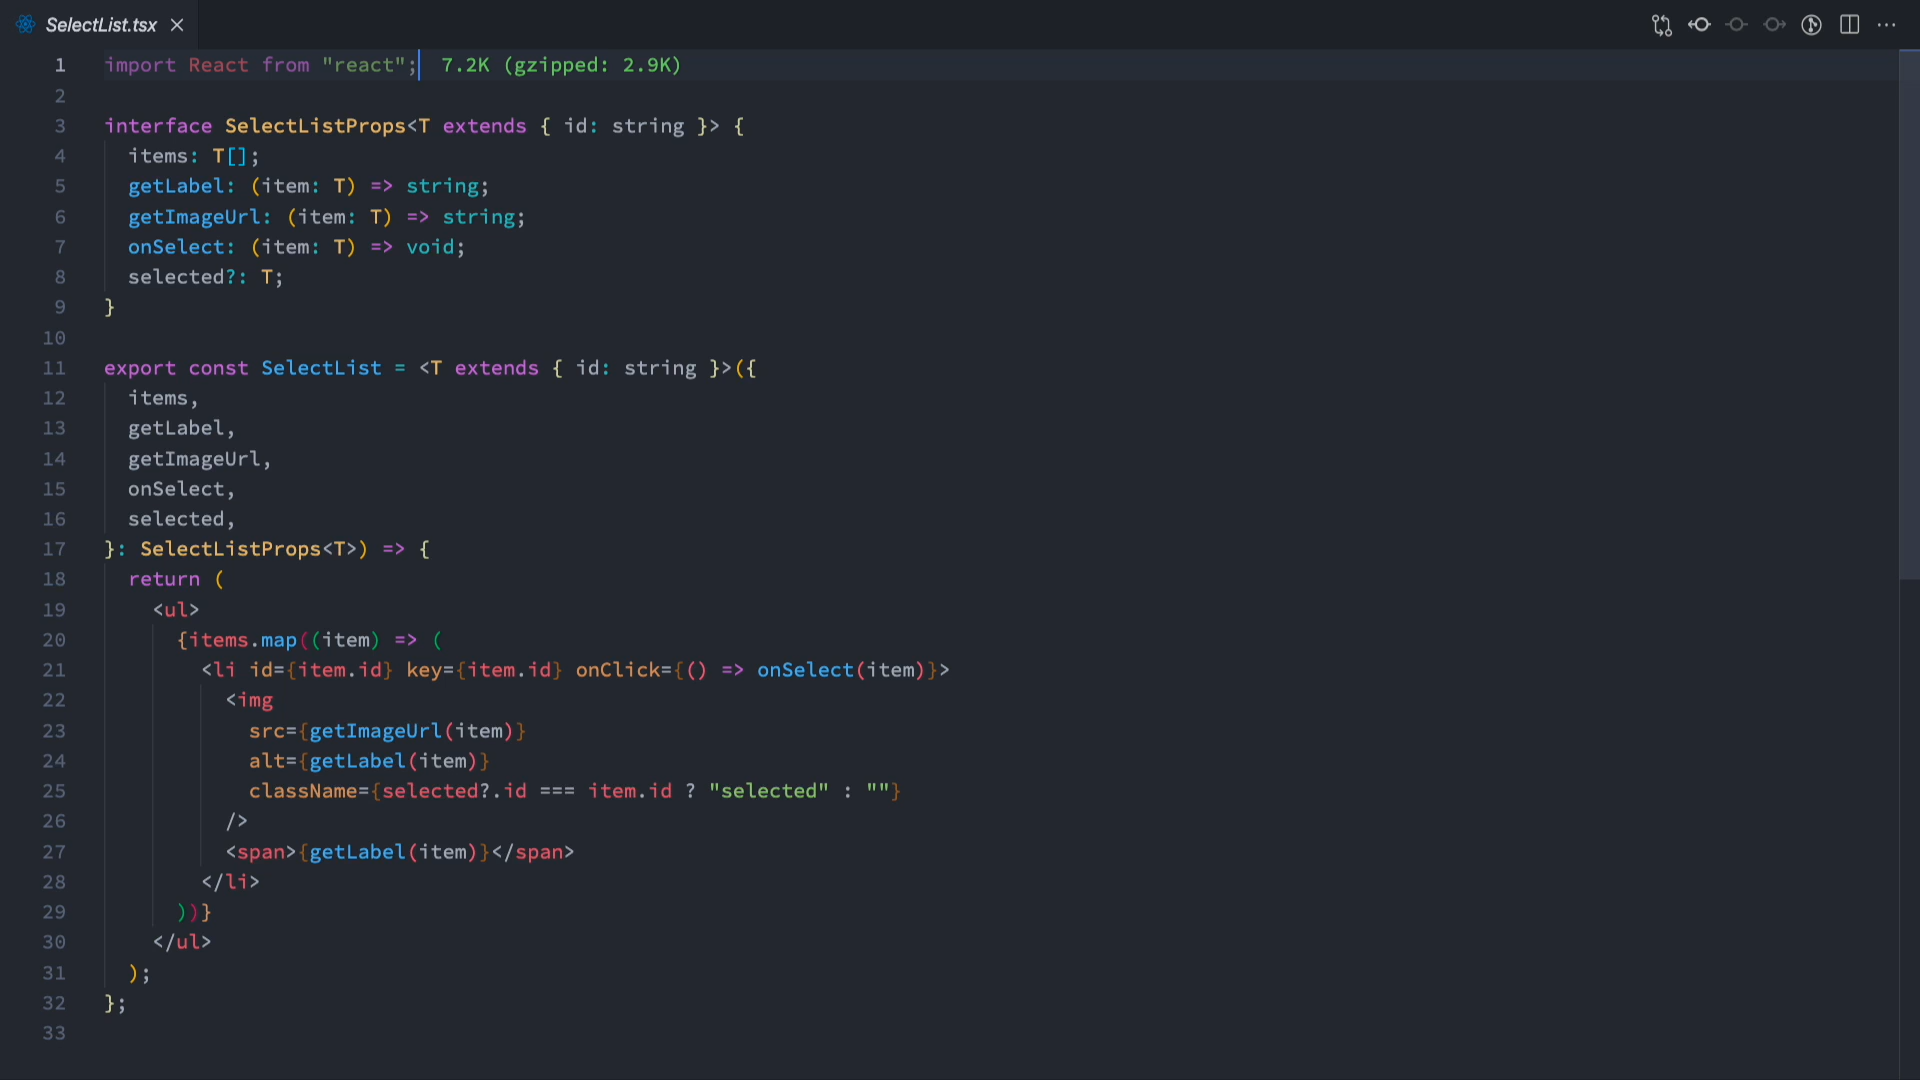 SelectList.tsx
1 import React from "react"; 7.2K (gzipped: 2.9K)
2
3 interface SelectListProps<T extends { id: string }> {
4   items: T[];
5   getLabel: (item: T) => string;
6   getImageUrl: (item: T) => string;
7   onSelect: (item: T) => void;
8   selected?: T;
9 }
10
11 export const SelectList = <T extends { id: string }>({
12   items,
13   getLabel,
14   getImageUrl,
15   onSelect,
16   selected,
17 }: SelectListProps<T>) => {
18   return (
19     <ul>
20       {items.map((item) => (
21         <li id={item.id} key={item.id} onClick={() => onSelect(item)}>
22           <img
23             src={getImageUrl(item)}
24             alt={getLabel(item)}
25             className={selected?.id === item.id ? "selected" : ""}
26           />
27           <span>{getLabel(item)}</span>
28         </li>
29       ))}
30     </ul>
31   );
32 };
33